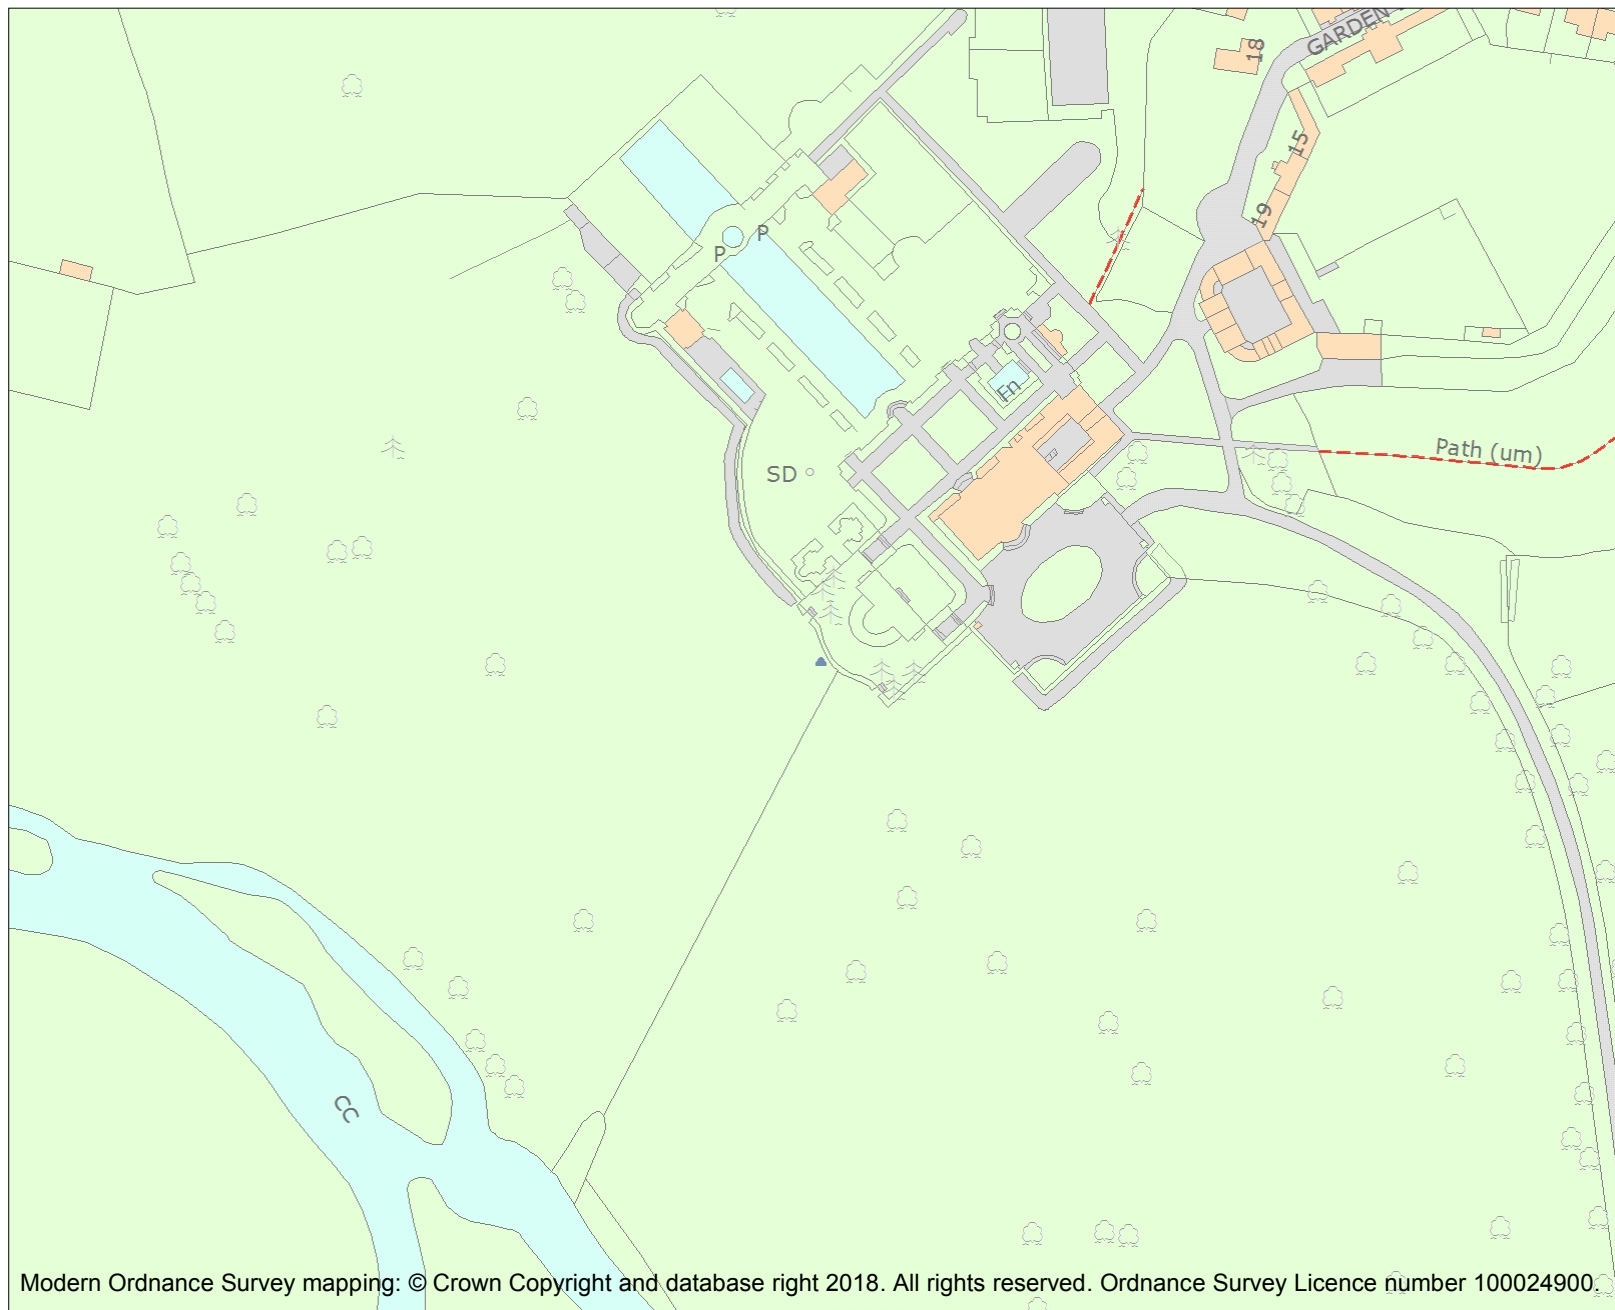 GARDEN
18
15
19
P
P
Fn
Path (um)
SD
CC
Modern Ordnance Survey mapping: © Crown Copyright and database right 2018. All rights reserved. Ordnance Survey Licence number 100024900.